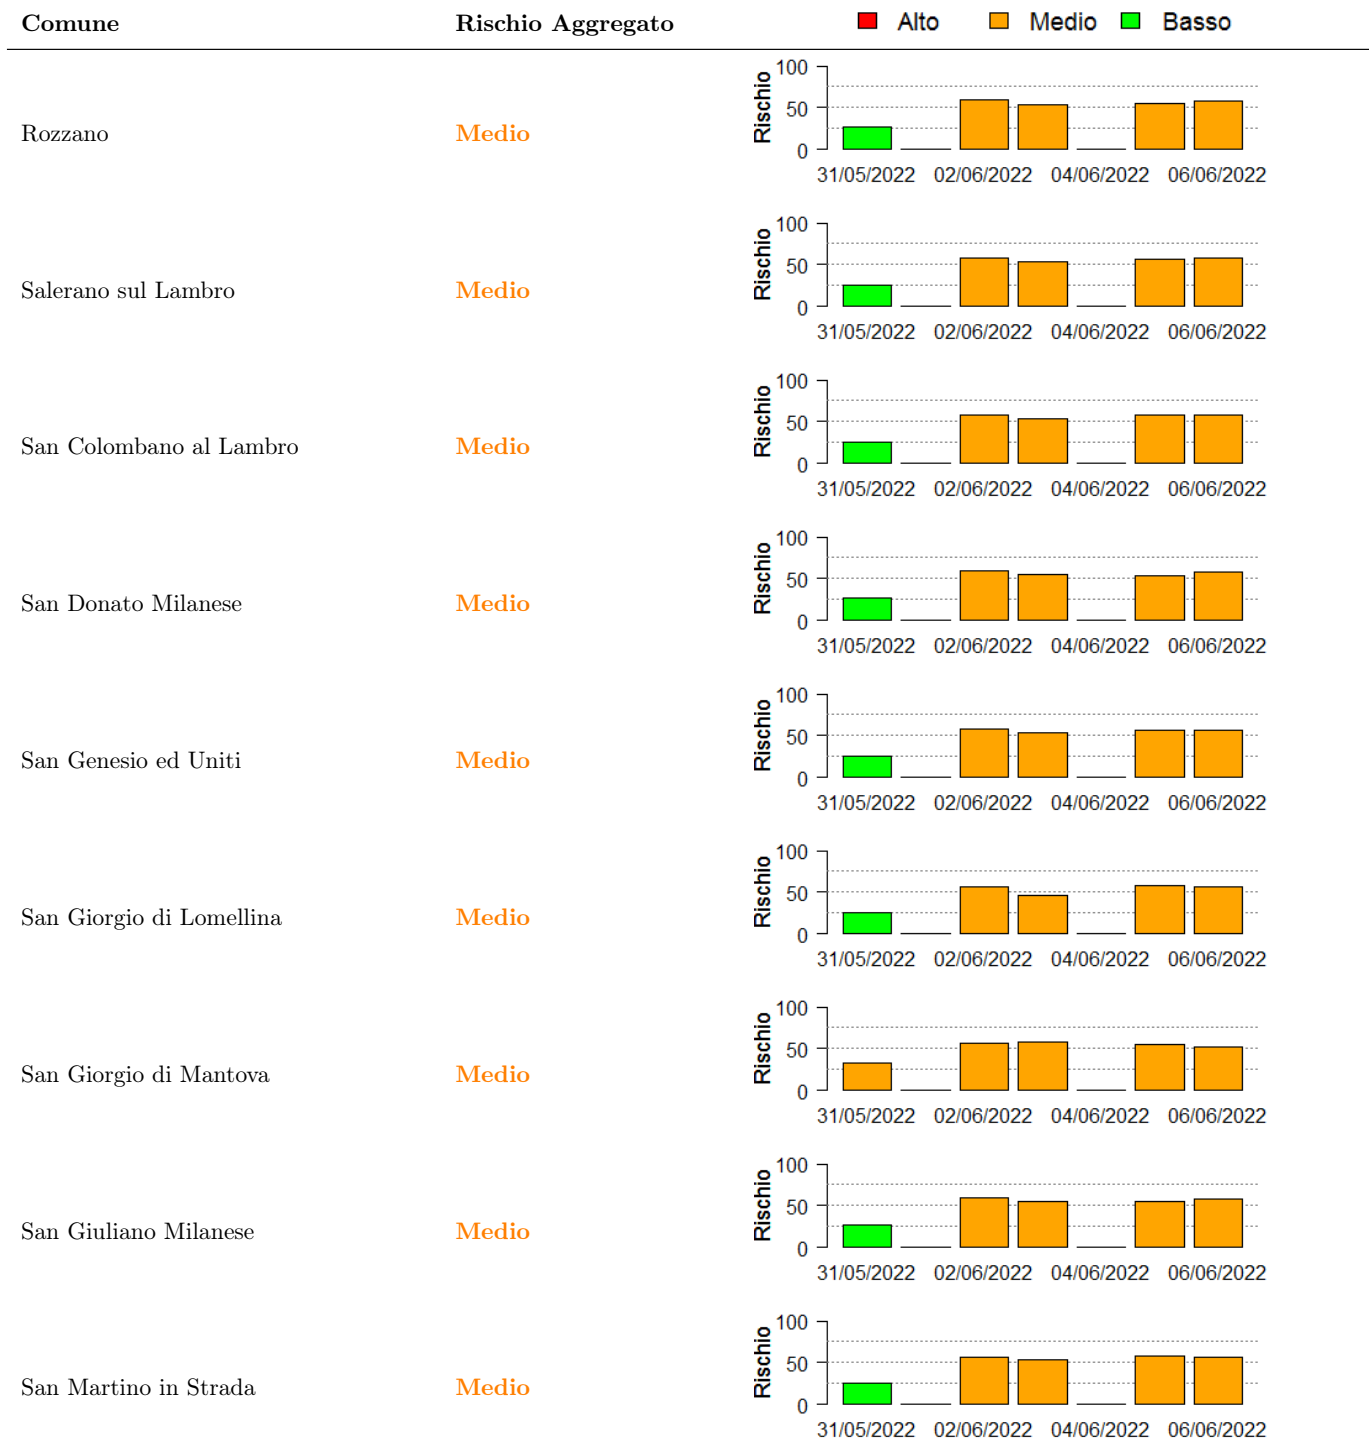 Comune Rischio Aggregato Alto Medio Basso
100
50
0
Rischio
Rozzano Medio
31/05/2022 02/06/2022 04/06/2022 06/06/2022
100
50
0
Rischio
Salerano sul Lambro Medio
31/05/2022 02/06/2022 04/06/2022 06/06/2022
100
50
0
Rischio
San Colombano al Lambro Medio
31/05/2022 02/06/2022 04/06/2022 06/06/2022
100
50
0
Rischio
San Donato Milanese Medio
31/05/2022 02/06/2022 04/06/2022 06/06/2022
100
50
0
Rischio
San Genesio ed Uniti Medio
31/05/2022 02/06/2022 04/06/2022 06/06/2022
100
50
0
Rischio
San Giorgio di Lomellina Medio
31/05/2022 02/06/2022 04/06/2022 06/06/2022
100
50
0
Rischio
San Giorgio di Mantova Medio
31/05/2022 02/06/2022 04/06/2022 06/06/2022
100
50
0
Rischio
San Giuliano Milanese Medio
31/05/2022 02/06/2022 04/06/2022 06/06/2022
100
50
0
Rischio
San Martino in Strada Medio
31/05/2022 02/06/2022 04/06/2022 06/06/2022